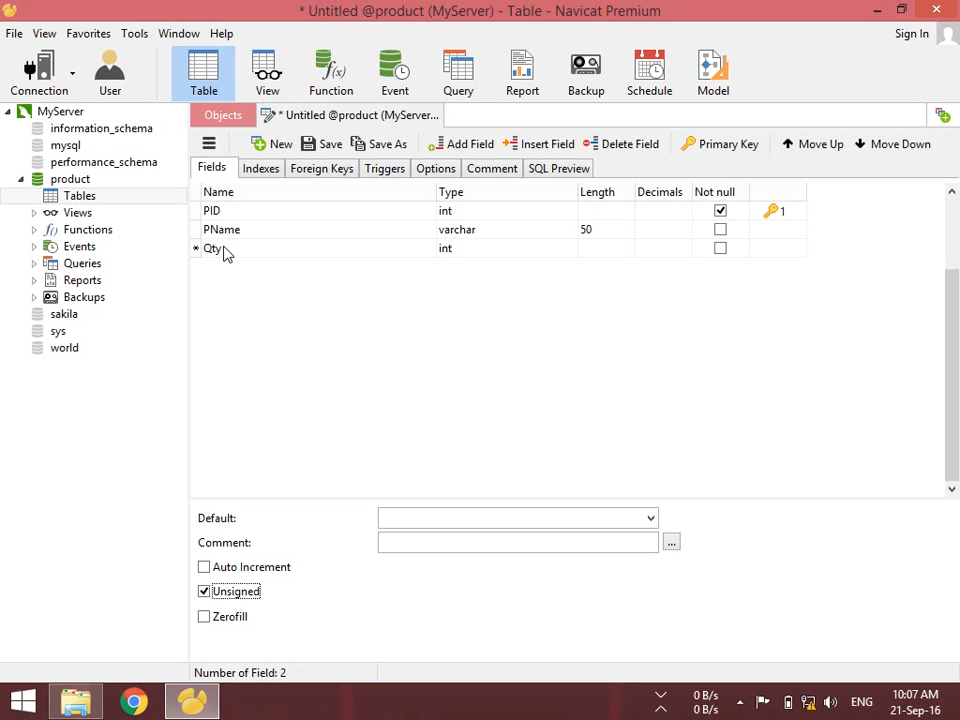 * Untitled @product (MyServer) - Table - Navicat Premium
File View Favorites Tools Window Help Sign In
Connection User Table View Function Event Query Report Backup Schedule Model
MyServer
information_schema
mysql
performance_schema
product
Tables
Views
Functions
Events
Queries
Reports
Backups
sakila
sys
world
Objects * Untitled @product (MyServer...
New Save Save As Add Field Insert Field Delete Field Primary Key Move Up Move Down
Fields Indexes Foreign Keys Triggers Options Comment SQL Preview
Name Type Length Decimals Not null
PID int 1
PName varchar 50
* Qty int
Default:
Comment: ...
Auto Increment
Unsigned
Zerofill
Number of Field: 2
0 B/s
0 B/s
ENG
10:07 AM
21-Sep-16